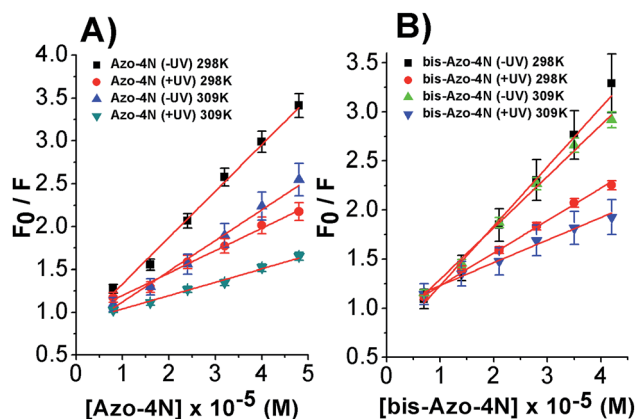 A)
Azo-4N (-UV) 298K
Azo-4N (+UV) 298K
Azo-4N (-UV) 309K
Azo-4N (+UV) 309K
4.0
3.5
3.0
2.5
2.0
1.5
1.0
0.5
F0 / F
0 1 2 3 4 5
[Azo-4N] x 10-5 (M)
B)
bis-Azo-4N (-UV) 298K
bis-Azo-4N (+UV) 298K
bis-Azo-4N (-UV) 309K
bis-Azo-4N (+UV) 309K
3.5
3.0
2.5
2.0
1.5
1.0
0.5
F0 / F
0 1 2 3 4
[bis-Azo-4N] x 10-5 (M)